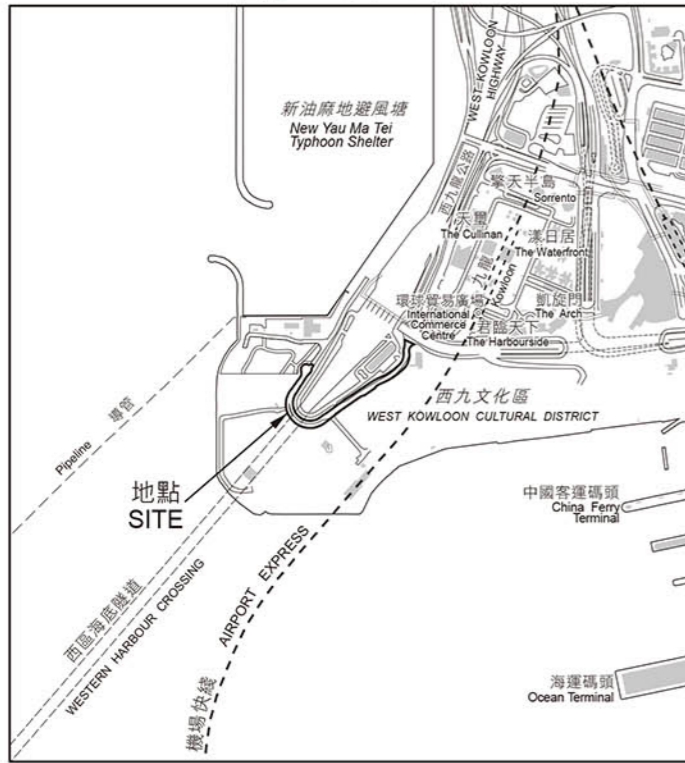 新油麻地避風塘
New Yau Ma Tei
Typhoon Shelter
WEST KOWLOON
HIGHWAY
西九龍公路
擎天半島
Sorrento
天璽
The Cullinan
漾日居
The Waterfront
九龍
Kowloon
環球貿易廣場
International
Commerce
Centre
凱旋門
The Arch
君臨天下
The Harbourside
西九文化區
WEST KOWLOON CULTURAL DISTRICT
導管
Pipeline
地點
SITE
中國客運碼頭
China Ferry
Terminal
西區海底隧道
WESTERN HARBOUR CROSSING
機場快綫
AIRPORT EXPRESS
海運碼頭
Ocean Terminal